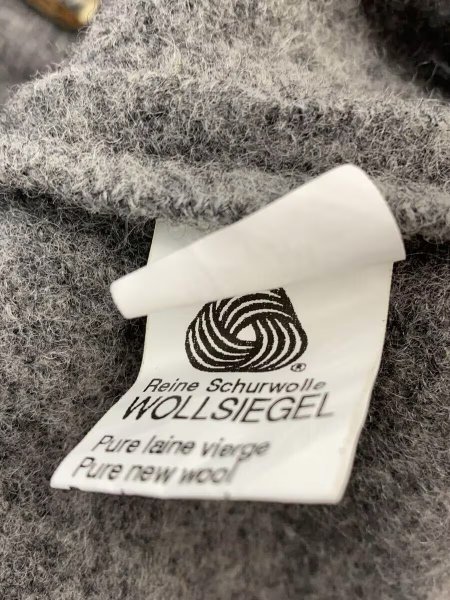 ®
Reine Schurwolle
WOLLSIEGEL
Pure laine vierge
Pure new wool